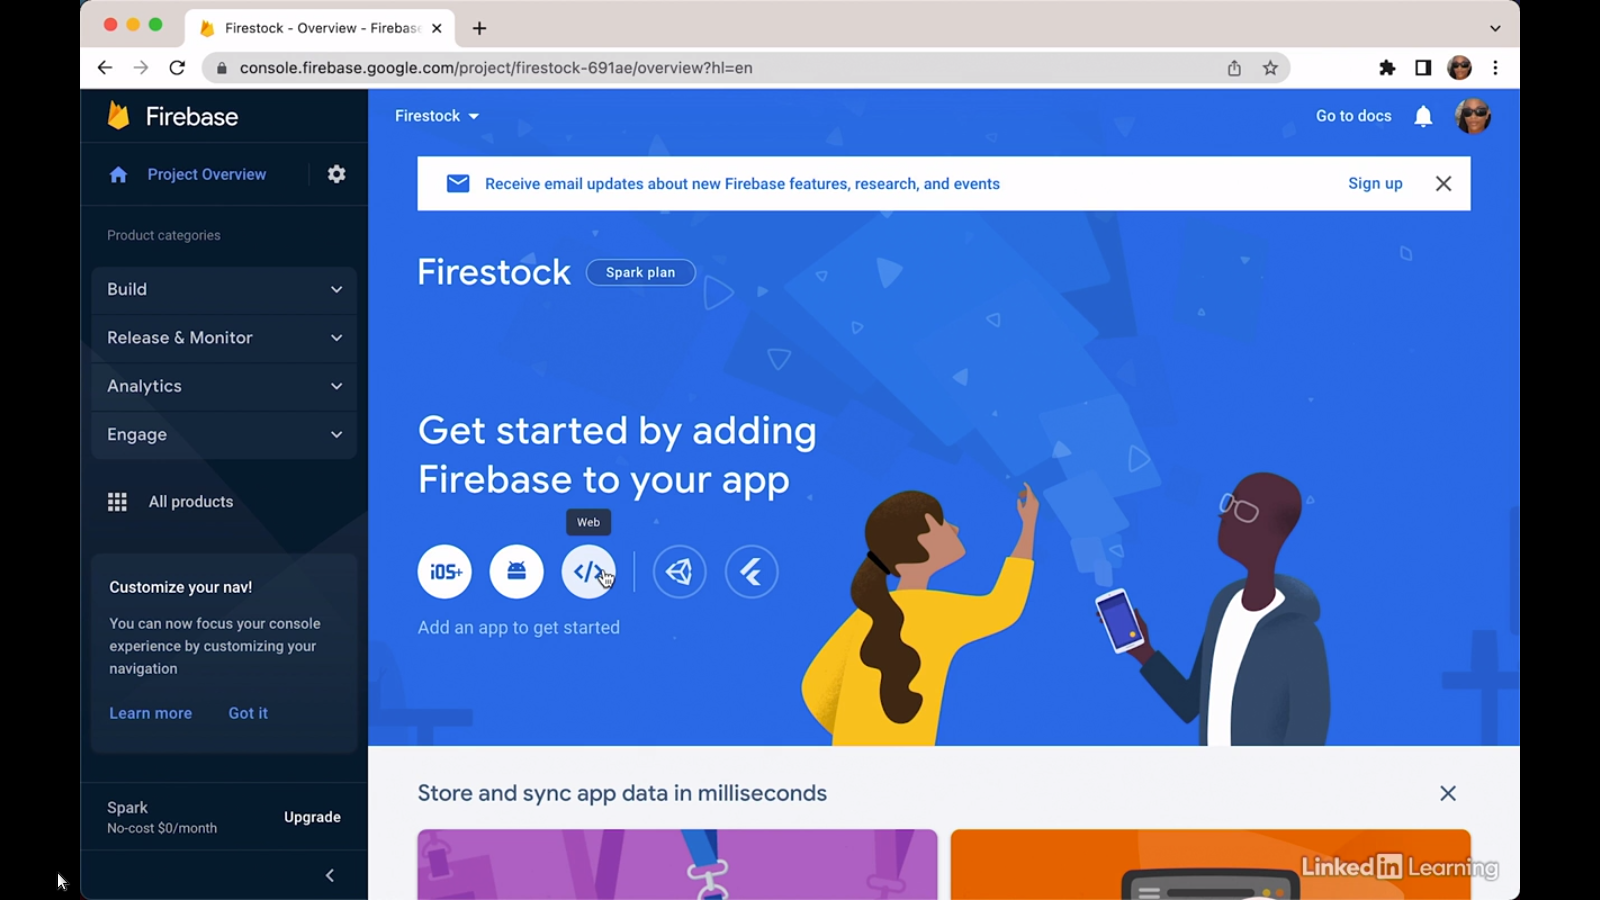 Firestock - Overview - Firebase
console.firebase.google.com/project/firestock-691ae/overview?hl=en
Firebase
Firestock
Go to docs
Project Overview
Receive email updates about new Firebase features, research, and events
Sign up
Product categories
Firestock
Spark plan
Build
Release & Monitor
Analytics
Engage
Get started by adding
Firebase to your app
All products
Web
iOS+
</>
Add an app to get started
Customize your nav!
You can now focus your console
experience by customizing your
navigation
Learn more
Got it
Spark
No-cost $0/month
Upgrade
Store and sync app data in milliseconds
LinkedIn Learning